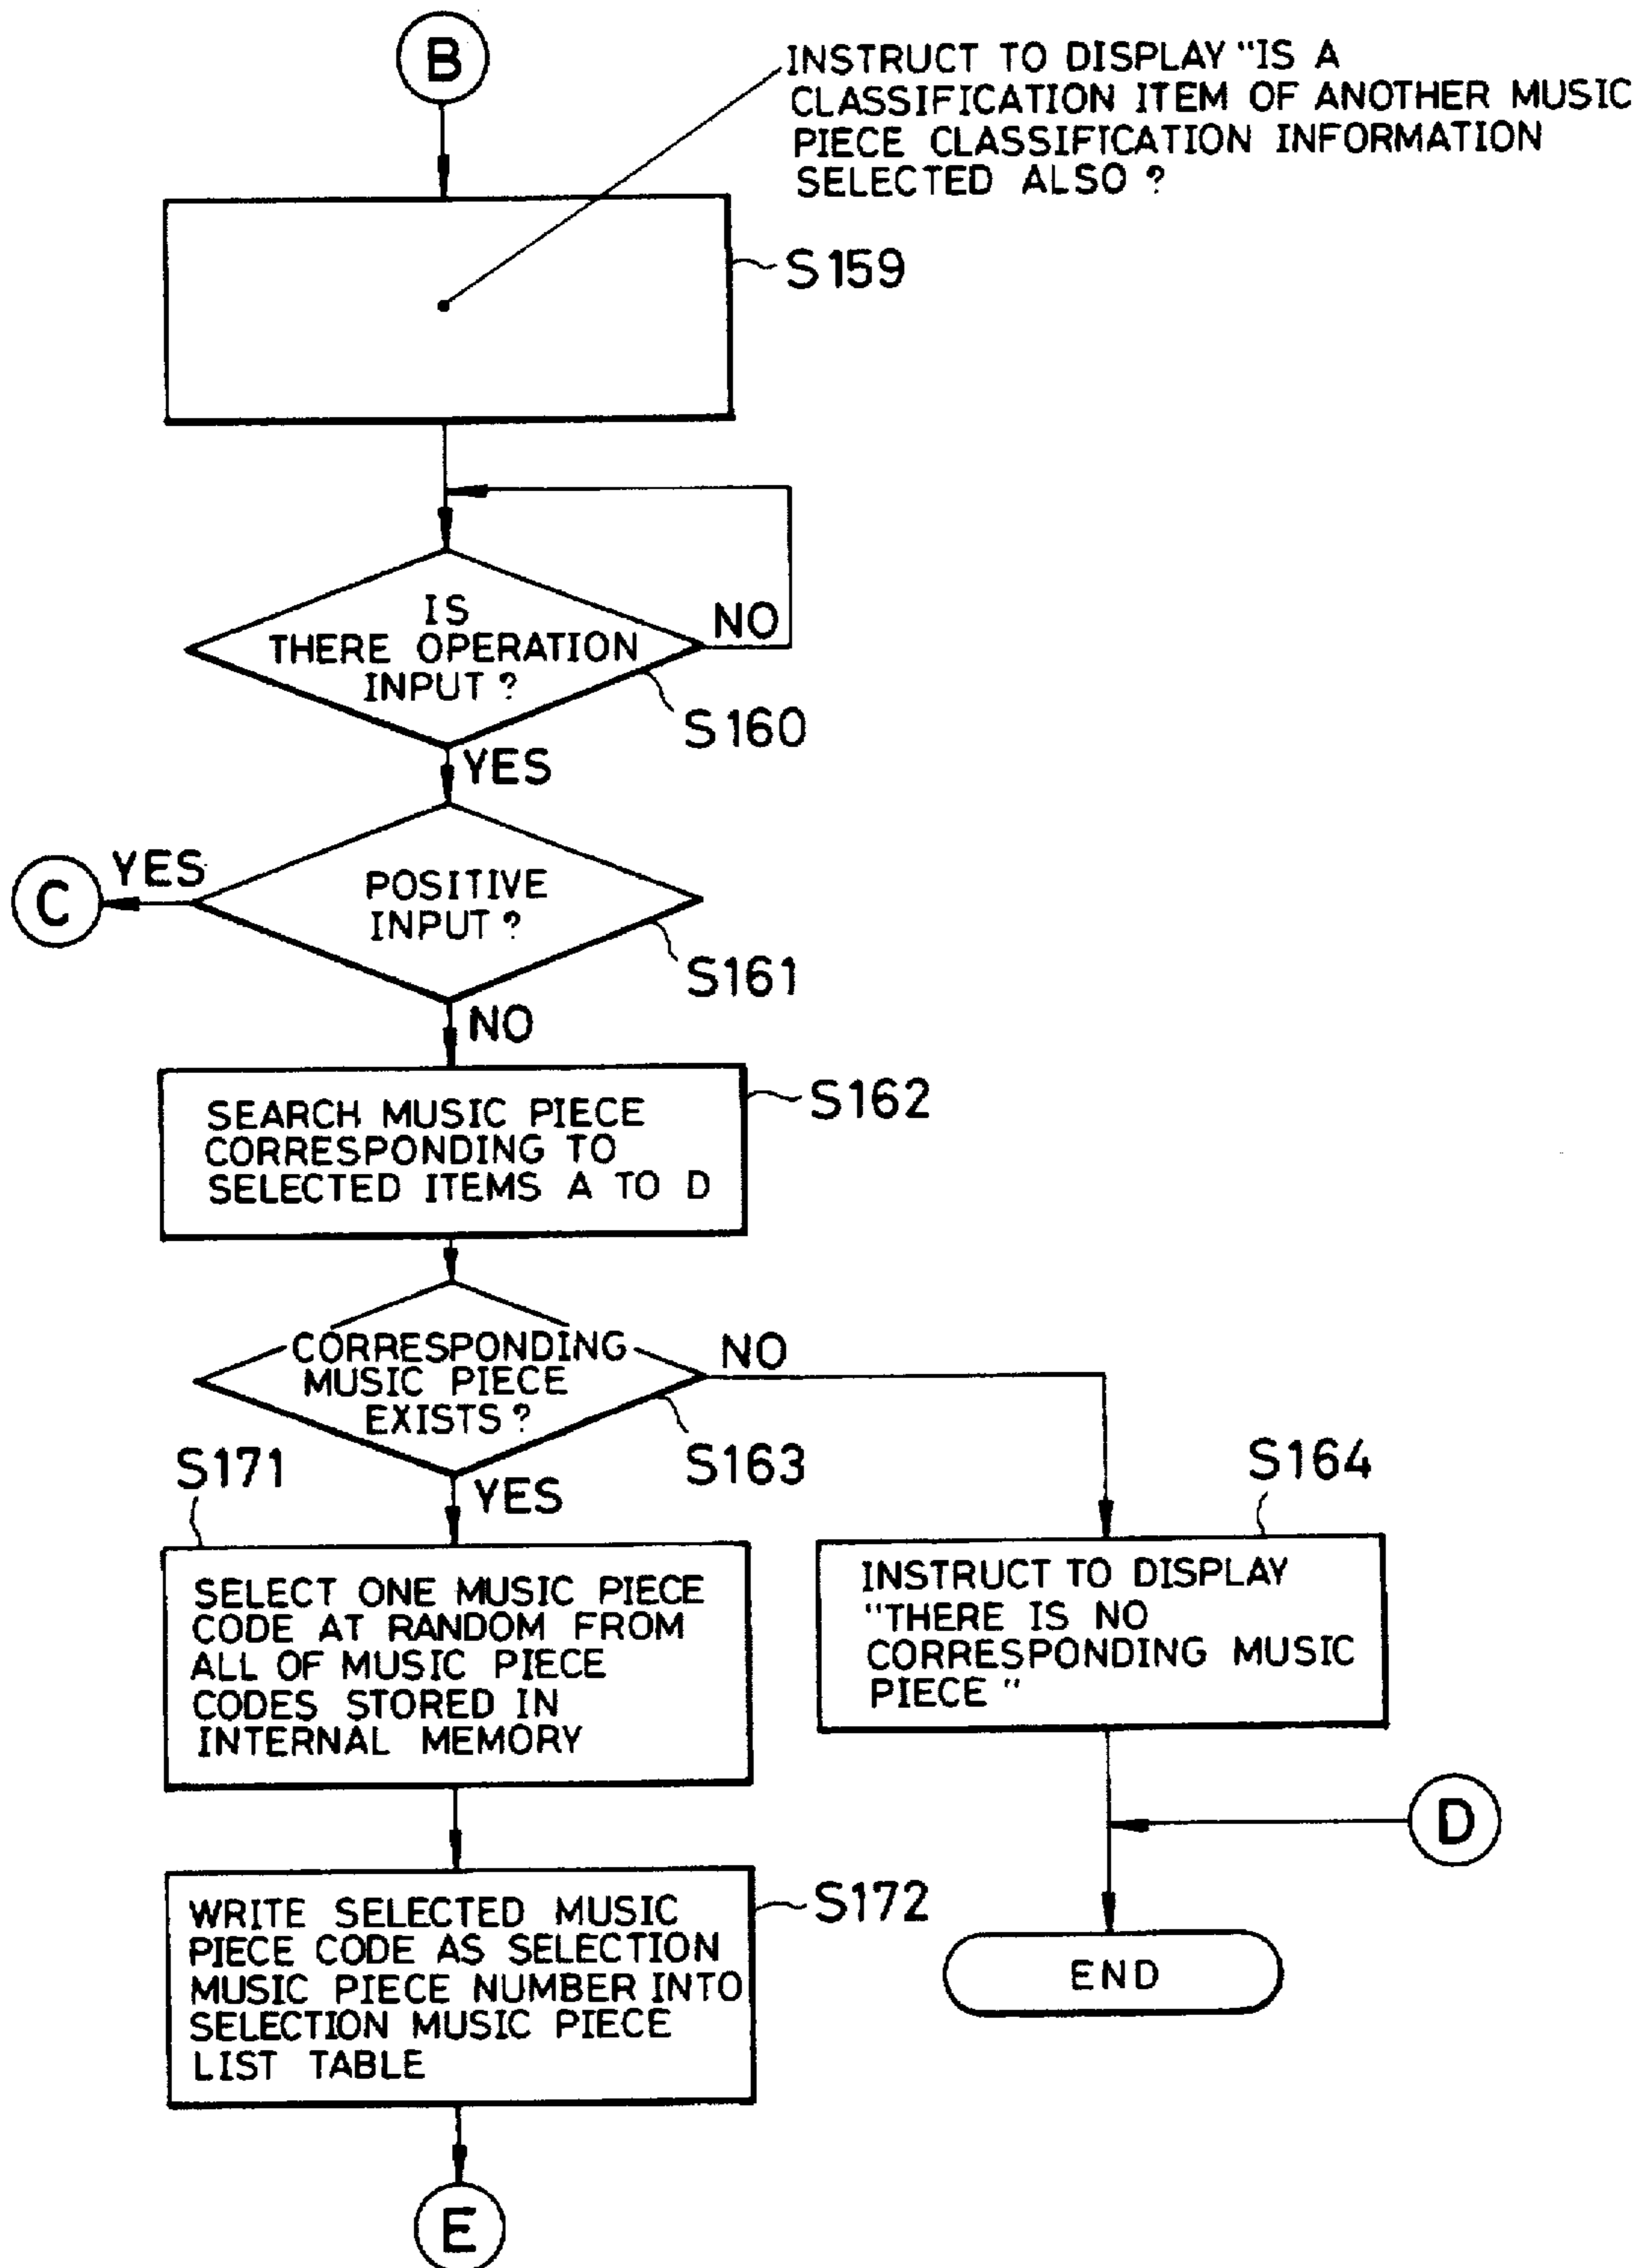 B
INSTRUCT TO DISPLAY "IS A
CLASSIFICATION ITEM OF ANOTHER MUSIC
PIECE CLASSIFICATION INFORMATION
SELECTED ALSO ?
S159
IS
THERE OPERATION
INPUT ?
NO
S160
YES
POSITIVE
INPUT ?
YES
C
S161
NO
SEARCH MUSIC PIECE
CORRESPONDING TO
SELECTED ITEMS A TO D
S162
CORRESPONDING
MUSIC PIECE
EXISTS ?
NO
S163
YES
S171
SELECT ONE MUSIC PIECE
CODE AT RANDOM FROM
ALL OF MUSIC PIECE
CODES STORED IN
INTERNAL MEMORY
S164
INSTRUCT TO DISPLAY
"THERE IS NO
CORRESPONDING MUSIC
PIECE "
D
END
WRITE SELECTED MUSIC
PIECE CODE AS SELECTION
MUSIC PIECE NUMBER INTO
SELECTION MUSIC PIECE
LIST TABLE
S172
E